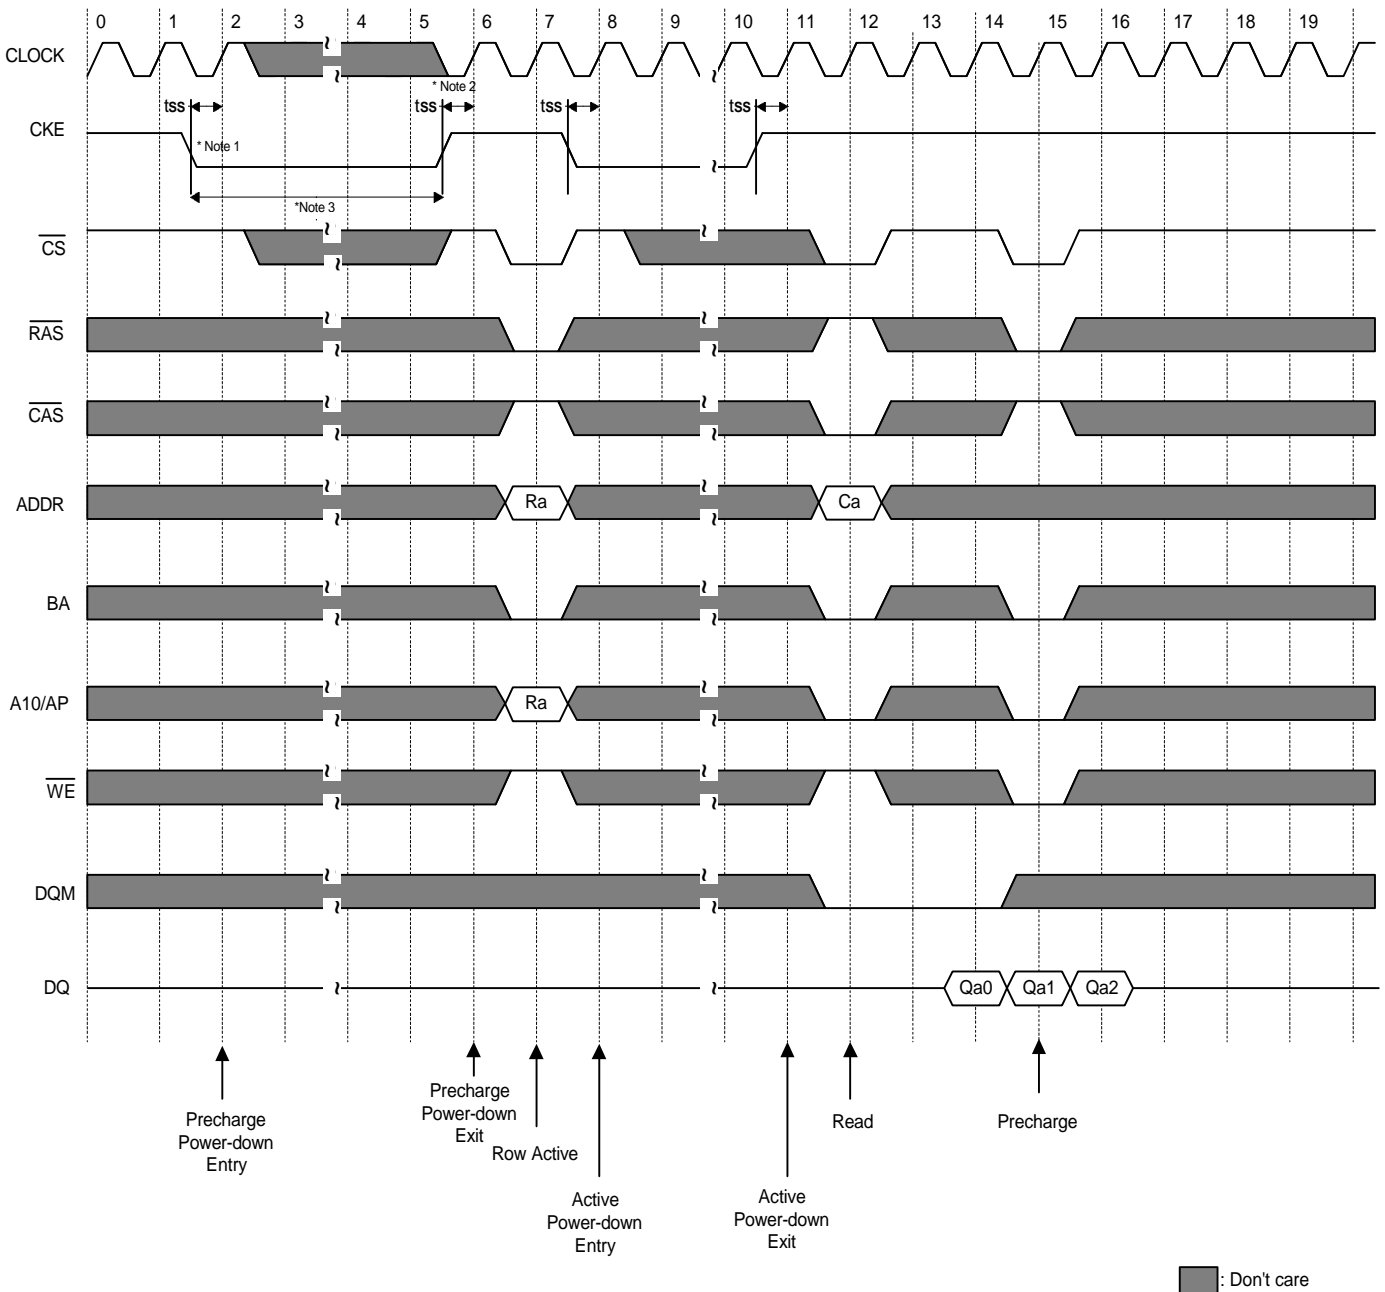 0 1 2 3 4 5 6 7 8 9 10 11 12 13 14 15 16 17 18 19
CLOCK
* Note 2
tss tss tss tss
CKE
* Note 1
*Note 3
CS
RAS
CAS
ADDR Ra Ca
BA
A10/AP Ra
WE
DQM
DQ Qa0 Qa1 Qa2
Precharge
Power-down
Entry
Precharge
Power-down
Exit
Row Active
Active
Power-down
Entry
Active
Power-down
Exit
Read
Precharge
: Don't care